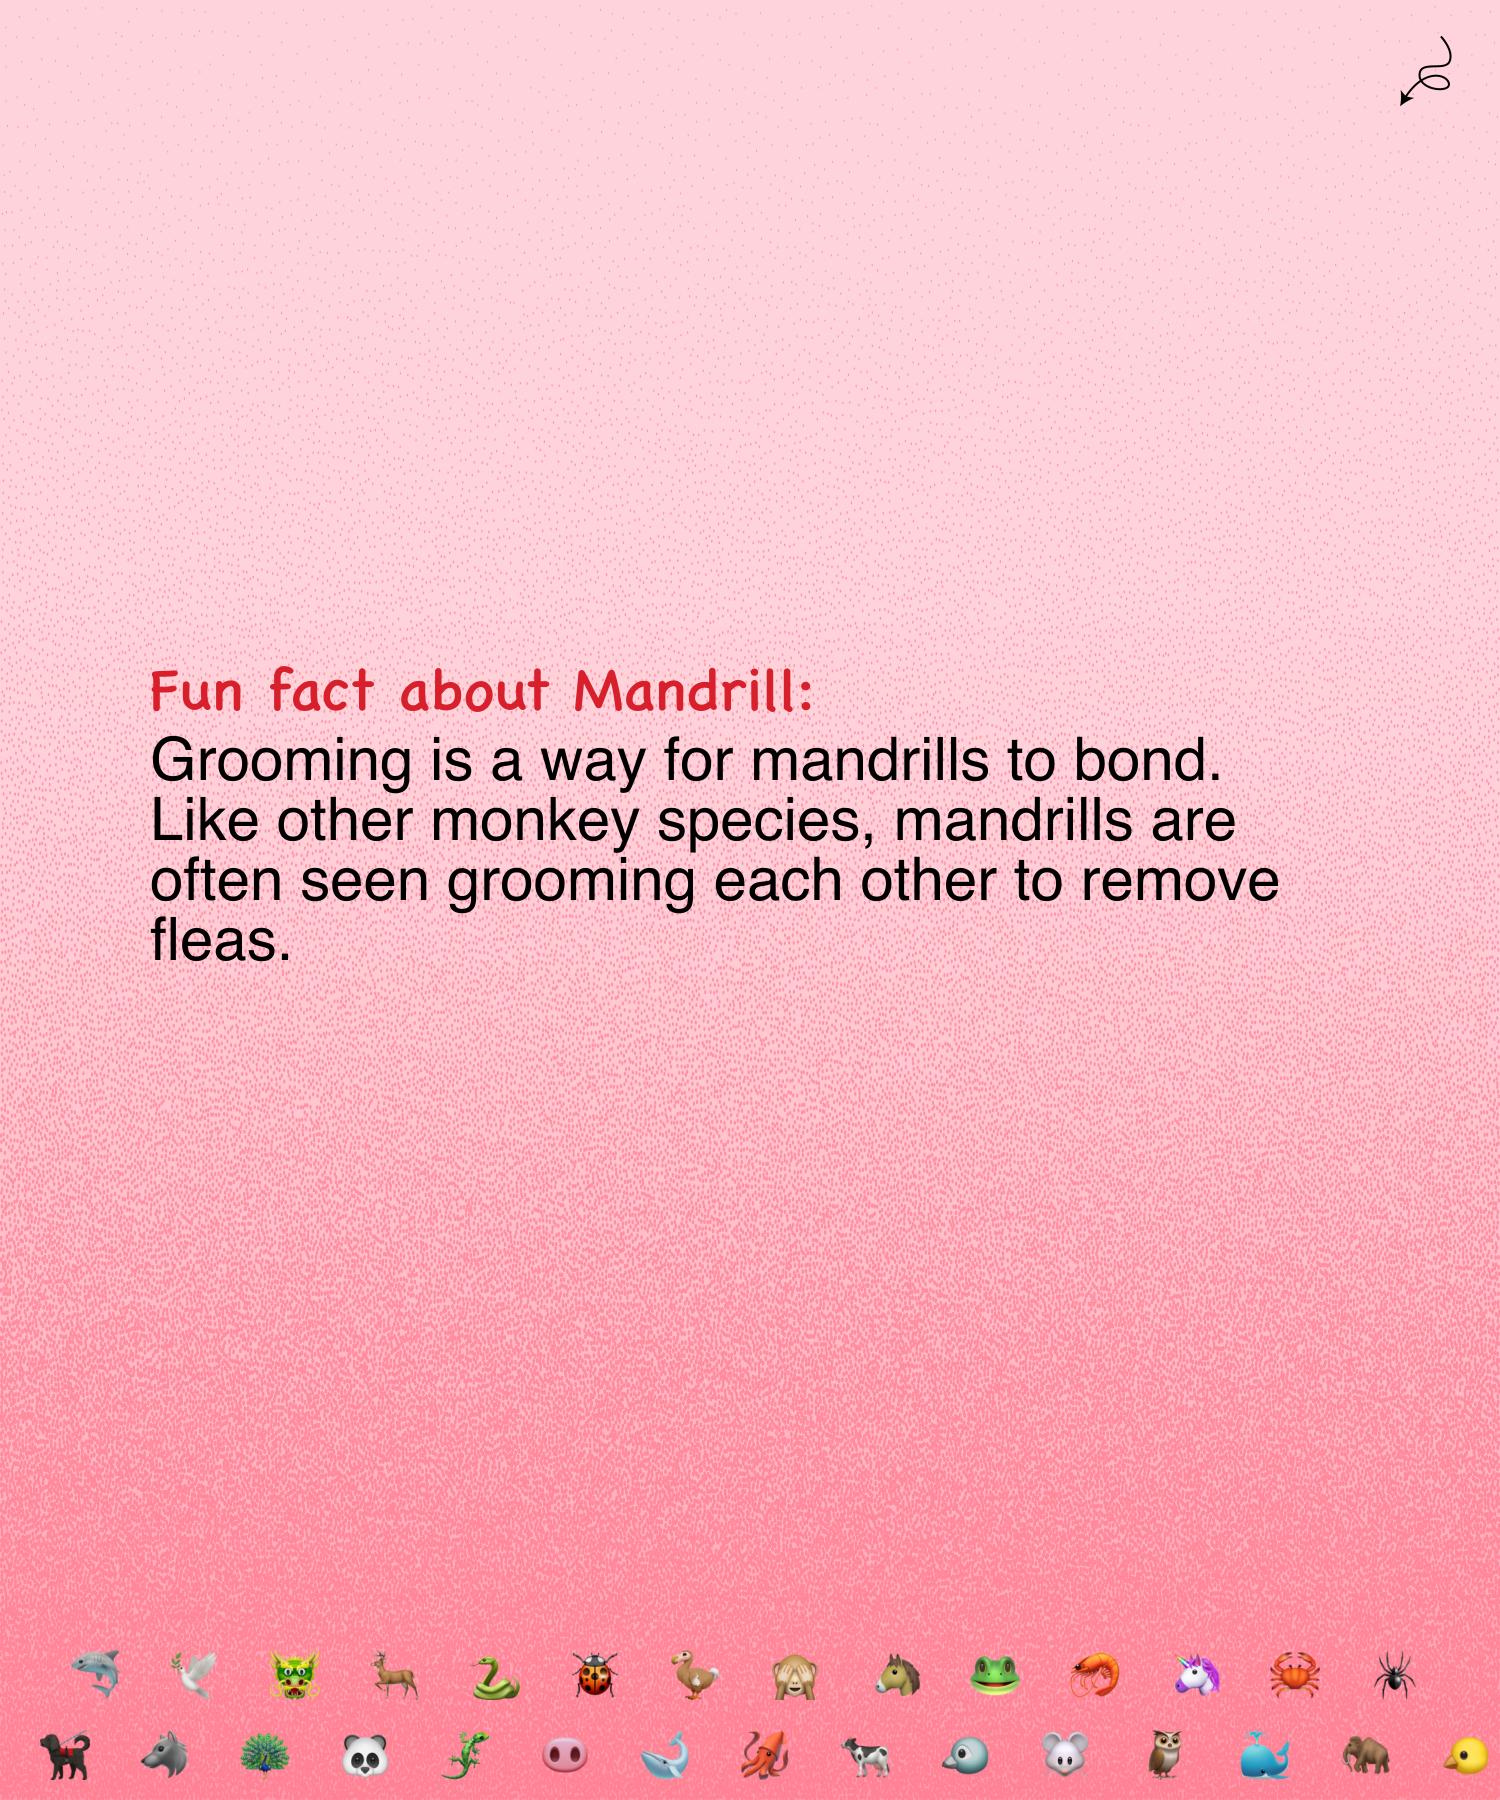 Fun fact about Mandrill:
Grooming is a way for mandrills to bond.
Like other monkey species, mandrills are
often seen grooming each other to remove
fleas.